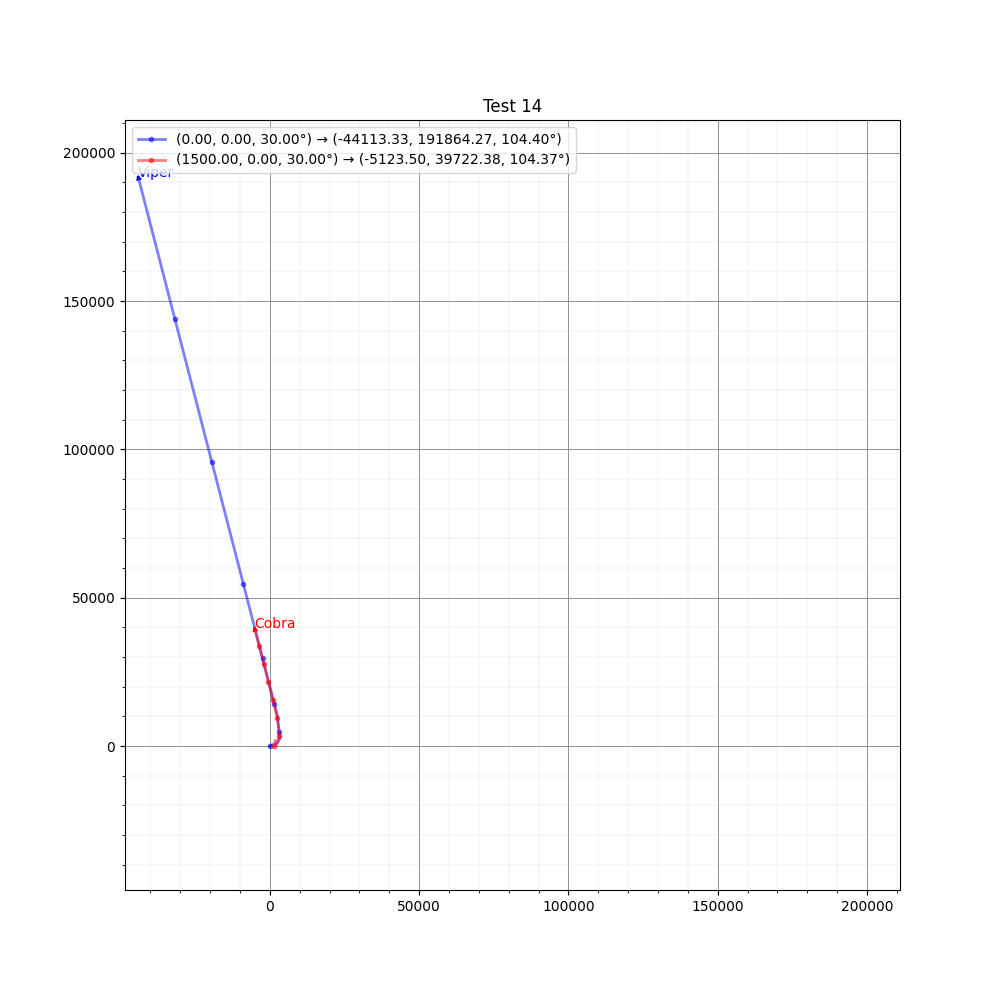 Test 14
(0.00, 0.00, 30.00°) → (-44113.33, 191864.27, 104.40°)
(1500.00, 0.00, 30.00°) → (-5123.50, 39722.38, 104.37°)
200000
Viper
150000
100000
50000
Cobra
0
0 50000 100000 150000 200000